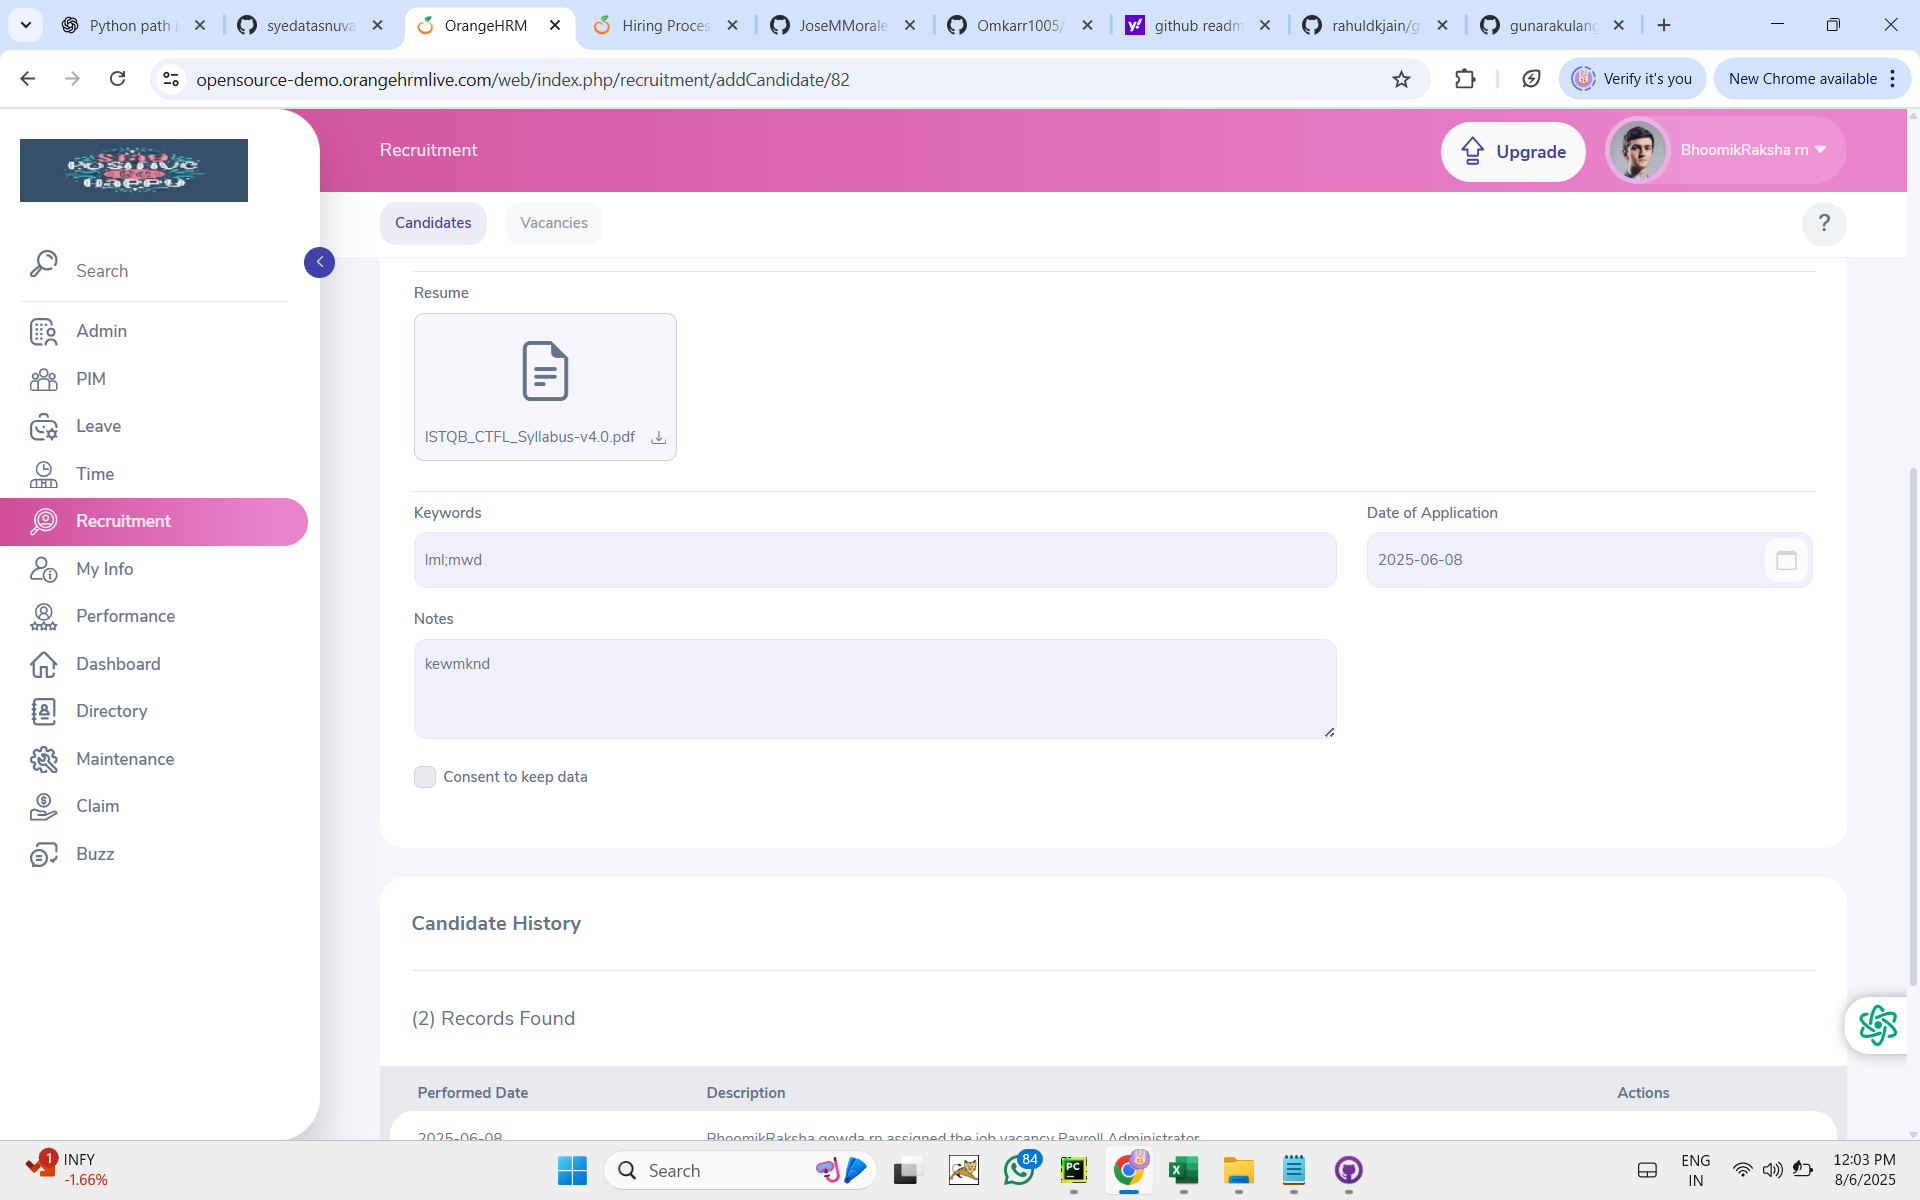 Python path i
syedatasnuva
OrangeHRM
Hiring Proces
JoseMMorale
Omkarr1005/
github readm
rahuldkjain/g
gunarakulang
opensource-demo.orangehrmlive.com/web/index.php/recruitment/addCandidate/82
Verify it's you
New Chrome available
STAY
POSITIVE
BE
HAPPY
Recruitment
Upgrade
BhoomikRaksha rn
Candidates
Vacancies
?
Search
Admin
PIM
Leave
Time
Recruitment
My Info
Performance
Dashboard
Directory
Maintenance
Claim
Buzz
Resume
ISTQB_CTFL_Syllabus-v4.0.pdf
Keywords
Date of Application
lml;mwd
2025-06-08
Notes
kewmknd
Consent to keep data
Candidate History
(2) Records Found
Performed Date
Description
Actions
2025-06-08
BhoomikRaksha gowda rn assigned the job vacancy Payroll Administrator
1
INFY
-1.66%
Search
84
PC
ENG
IN
12:03 PM
8/6/2025